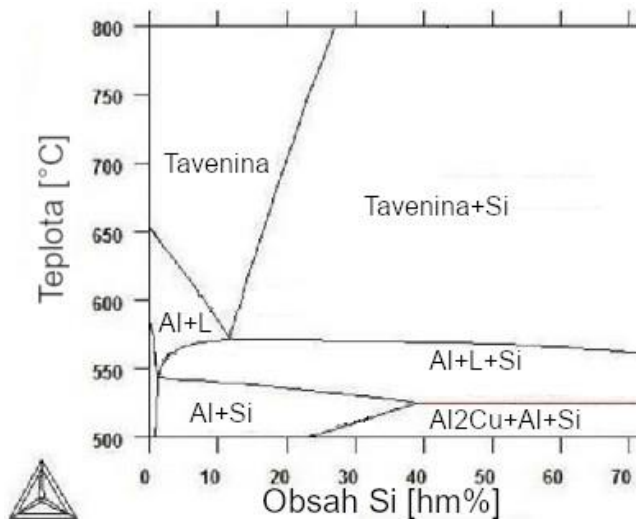 800
750
700
650
600
550
500
Teplota [°C]
Tavenina
Tavenina+Si
Al+L
Al+L+Si
Al+Si
Al2Cu+Al+Si
0 10 20 30 40 50 60 70
Obsah Si [hm%]